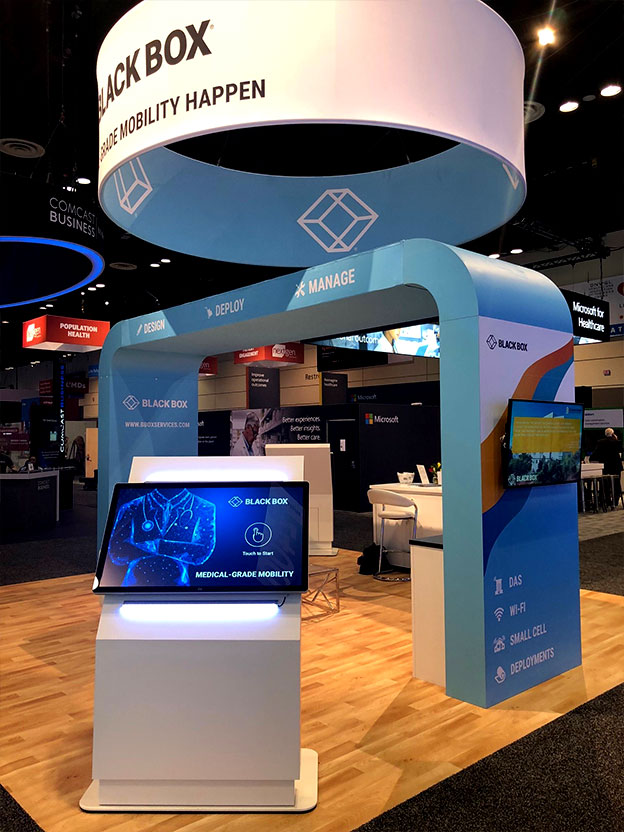 BLACK BOX
GRADE MOBILITY HAPPEN
COMCAST
BUSINESS
DESIGN
DEPLOY
MANAGE
POPULATION
HEALTH
Microsoft for
Healthcare
BLACK BOX
BLACK BOX
WWW.BBOXSERVICES.COM
Better experiences.
Better insights.
Better care.
Microsoft
BLACK BOX
Touch to Start
MEDICAL-GRADE MOBILITY
BLACK BOX
DAS
WI-FI
SMALL CELL
DEPLOYMENTS